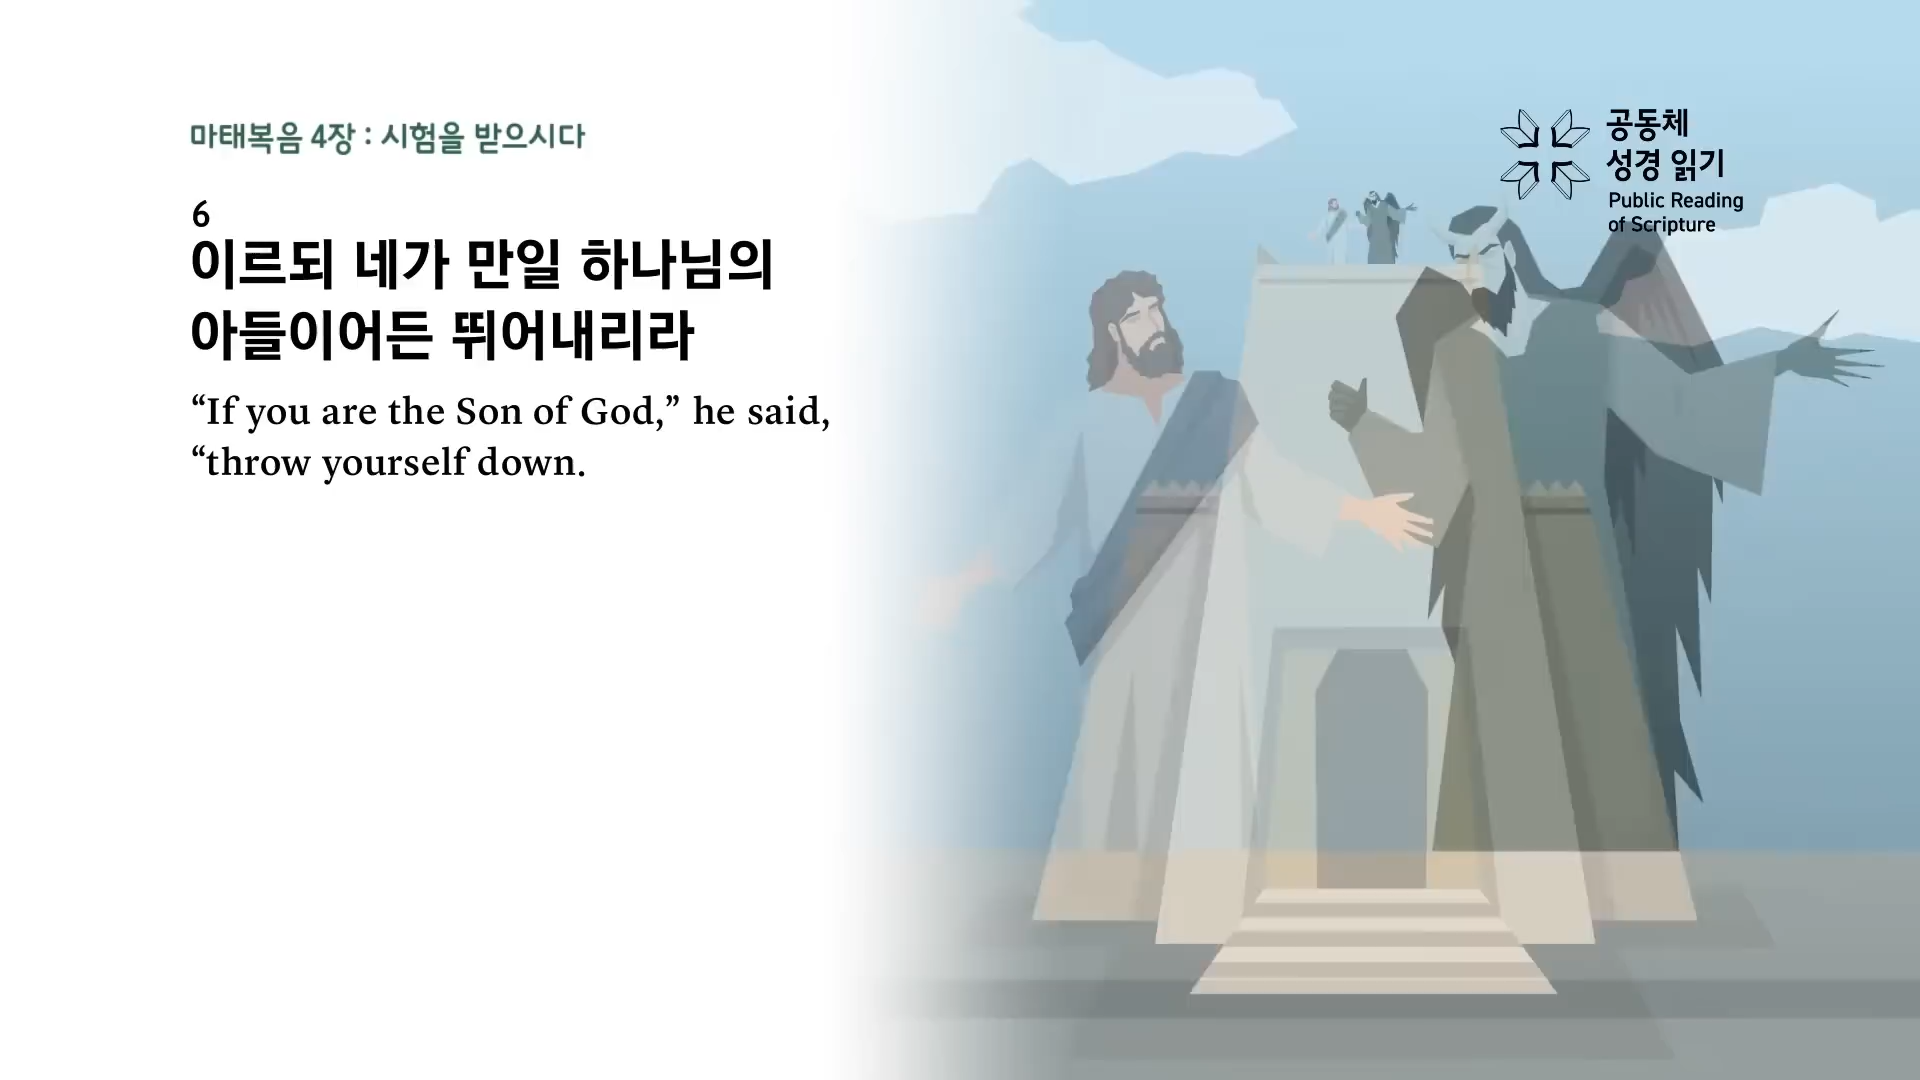 마태복음 4장 : 시험을 받으시다
6
이르되 네가 만일 하나님의
아들이어든 뛰어내리라
“If you are the Son of God,” he said,
“throw yourself down.
공동체
성경 읽기
Public Reading
of Scripture